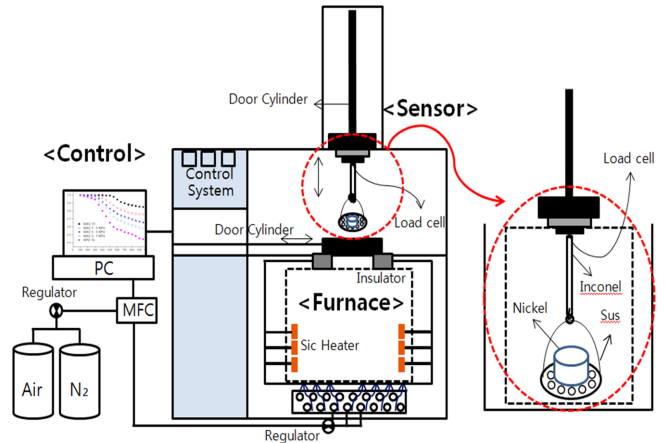 Door Cylinder
<Sensor>
<Control>
Control
System
Load cell
Door Cylinder
PC
Insulator
Regulator
MFC
<Furnace>
Sic Heater
Air
N₂
Regulator
Load cell
Inconel
Nickel
Sus